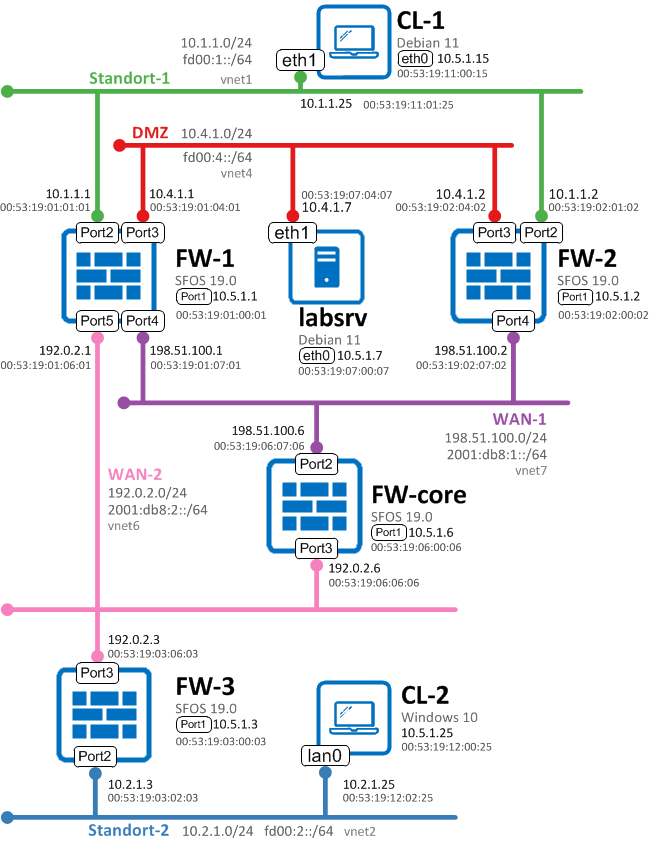 CL-1
Debian 11
eth0 10.5.1.15
00:53:19:11:00:15
10.1.1.0/24
fd00:1::/64
vnet1
eth1
Standort-1
10.1.1.25 00:53:19:11:01:25
DMZ 10.4.1.0/24
fd00:4::/64
vnet4
10.1.1.1
00:53:19:01:01:01
10.4.1.1
00:53:19:01:04:01
00:53:19:07:04:07
10.4.1.7
10.4.1.2
00:53:19:02:04:02
10.1.1.2
00:53:19:02:01:02
Port2 Port3
eth1
Port3 Port2
FW-1
SFOS 19.0
Port1 10.5.1.1
00:53:19:01:00:01
FW-2
SFOS 19.0
Port1 10.5.1.2
00:53:19:02:00:02
labsrv
Debian 11
eth0 10.5.1.7
00:53:19:07:00:07
Port5 Port4
Port4
192.0.2.1
00:53:19:01:06:01
198.51.100.1
00:53:19:01:07:01
198.51.100.2
00:53:19:02:07:02
WAN-1
198.51.100.0/24
2001:db8:1::/64
vnet7
198.51.100.6
00:53:19:06:07:06
Port2
WAN-2
192.0.2.0/24
2001:db8:2::/64
vnet6
FW-core
SFOS 19.0
Port1 10.5.1.6
00:53:19:06:00:06
Port3
192.0.2.6
00:53:19:06:06:06
192.0.2.3
00:53:19:03:06:03
Port3
FW-3
SFOS 19.0
Port1 10.5.1.3
00:53:19:03:00:03
Port2
CL-2
Windows 10
10.5.1.25
00:53:19:12:00:25
lan0
10.2.1.3
00:53:19:03:02:03
10.2.1.25
00:53:19:12:02:25
Standort-2 10.2.1.0/24 fd00:2::/64 vnet2